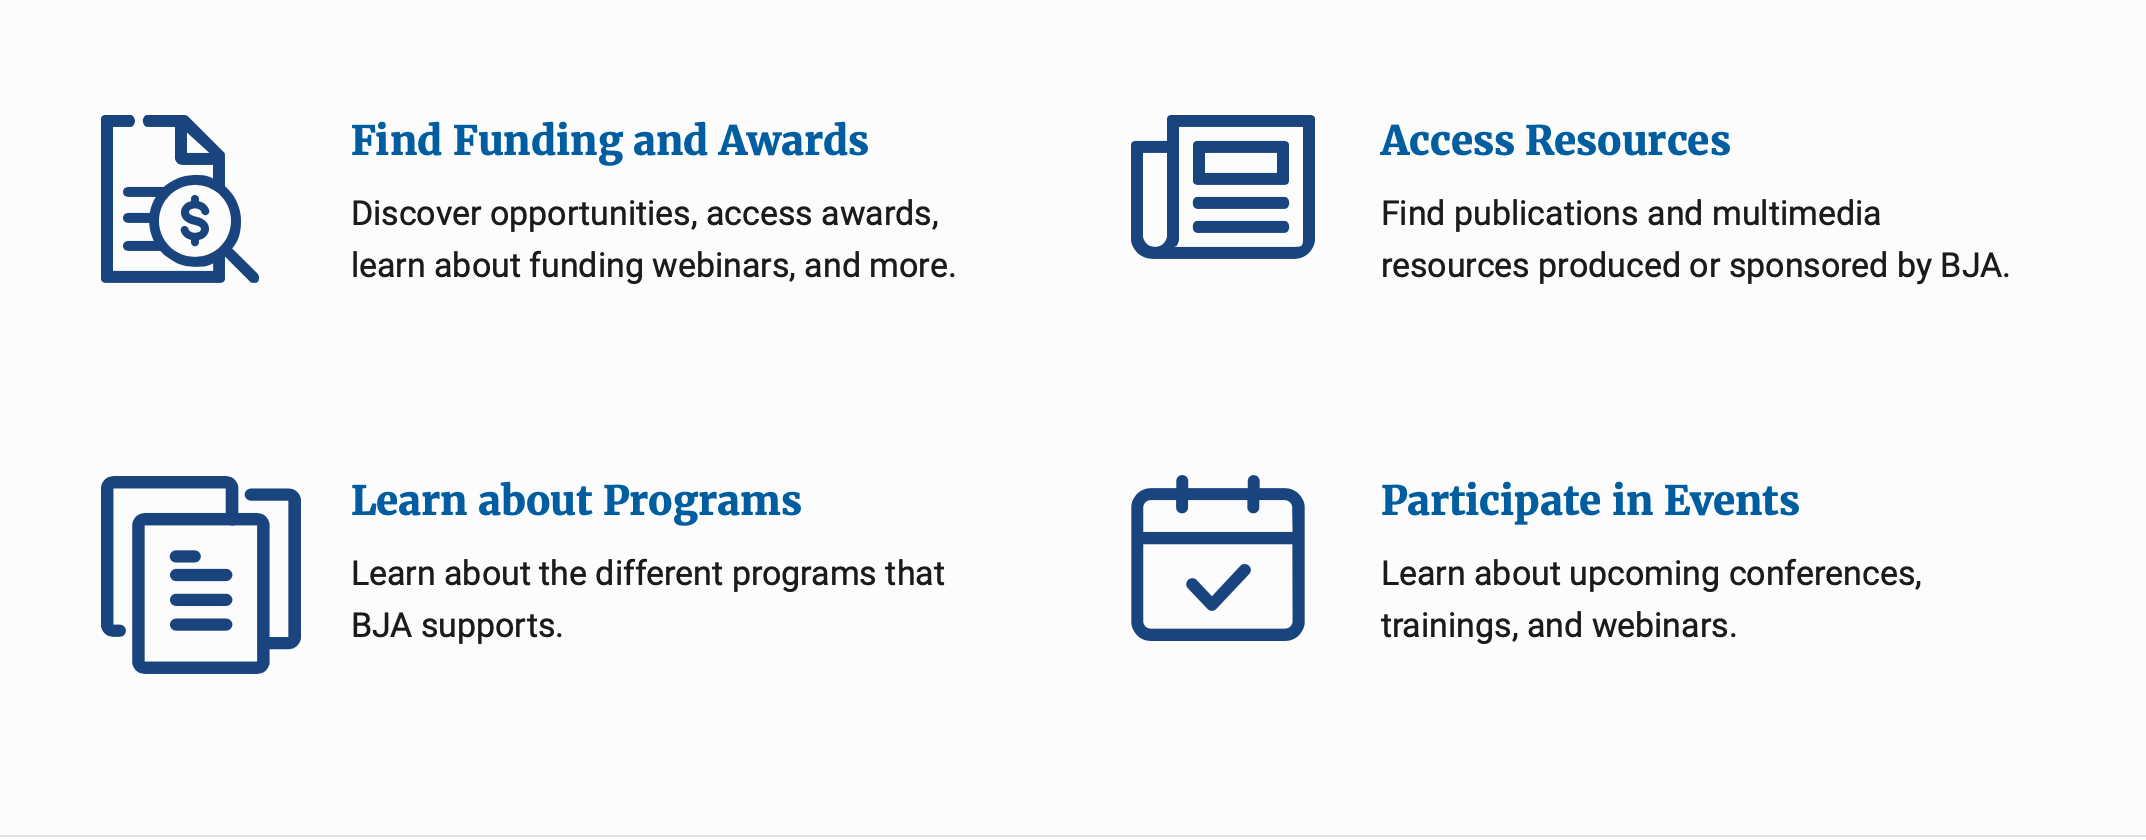 Find Funding and Awards
Discover opportunities, access awards,
learn about funding webinars, and more.
Access Resources
Find publications and multimedia
resources produced or sponsored by BJA.
Learn about Programs
Learn about the different programs that
BJA supports.
Participate in Events
Learn about upcoming conferences,
trainings, and webinars.